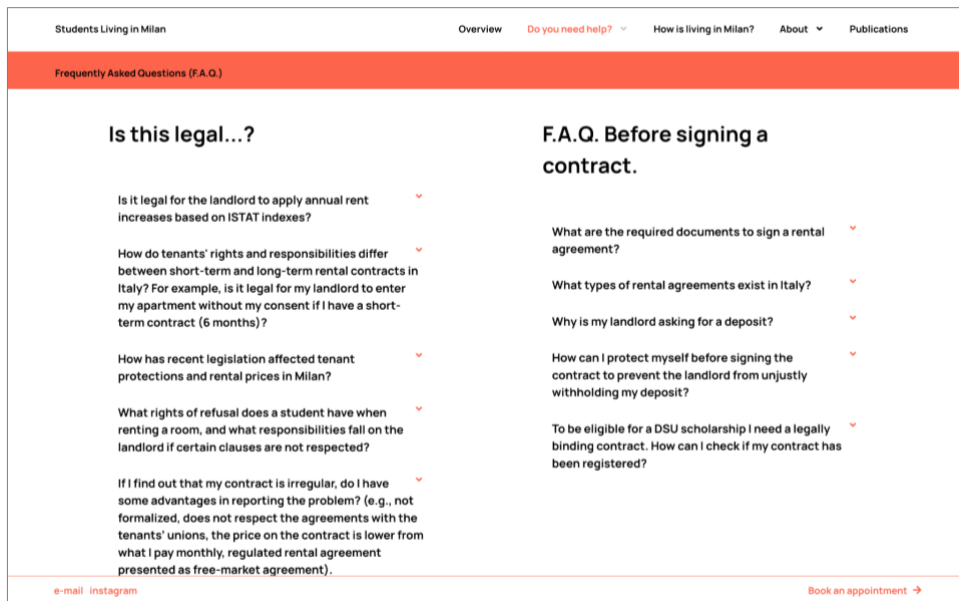 Students Living in Milan
Overview
Do you need help?
How is living in Milan?
About
Publications
Frequently Asked Questions (F.A.Q.)
Is this legal...?
Is it legal for the landlord to apply annual rent
increases based on ISTAT indexes?
How do tenants' rights and responsibilities differ
between short-term and long-term rental contracts in
Italy? For example, is it legal for my landlord to enter
my apartment without my consent if I have a short-
term contract (6 months)?
How has recent legislation affected tenant
protections and rental prices in Milan?
What rights of refusal does a student have when
renting a room, and what responsibilities fall on the
landlord if certain clauses are not respected?
If I find out that my contract is irregular, do I have
some advantages in reporting the problem? (e.g., not
formalized, does not respect the agreements with the
tenants' unions, the price on the contract is lower from
what I pay monthly, regulated rental agreement
presented as free-market agreement).
F.A.Q. Before signing a
contract.
What are the required documents to sign a rental
agreement?
What types of rental agreements exist in Italy?
Why is my landlord asking for a deposit?
How can I protect myself before signing the
contract to prevent the landlord from unjustly
withholding my deposit?
To be eligible for a DSU scholarship I need a legally
binding contract. How can I check if my contract has
been registered?
e-mail instagram
Book an appointment →